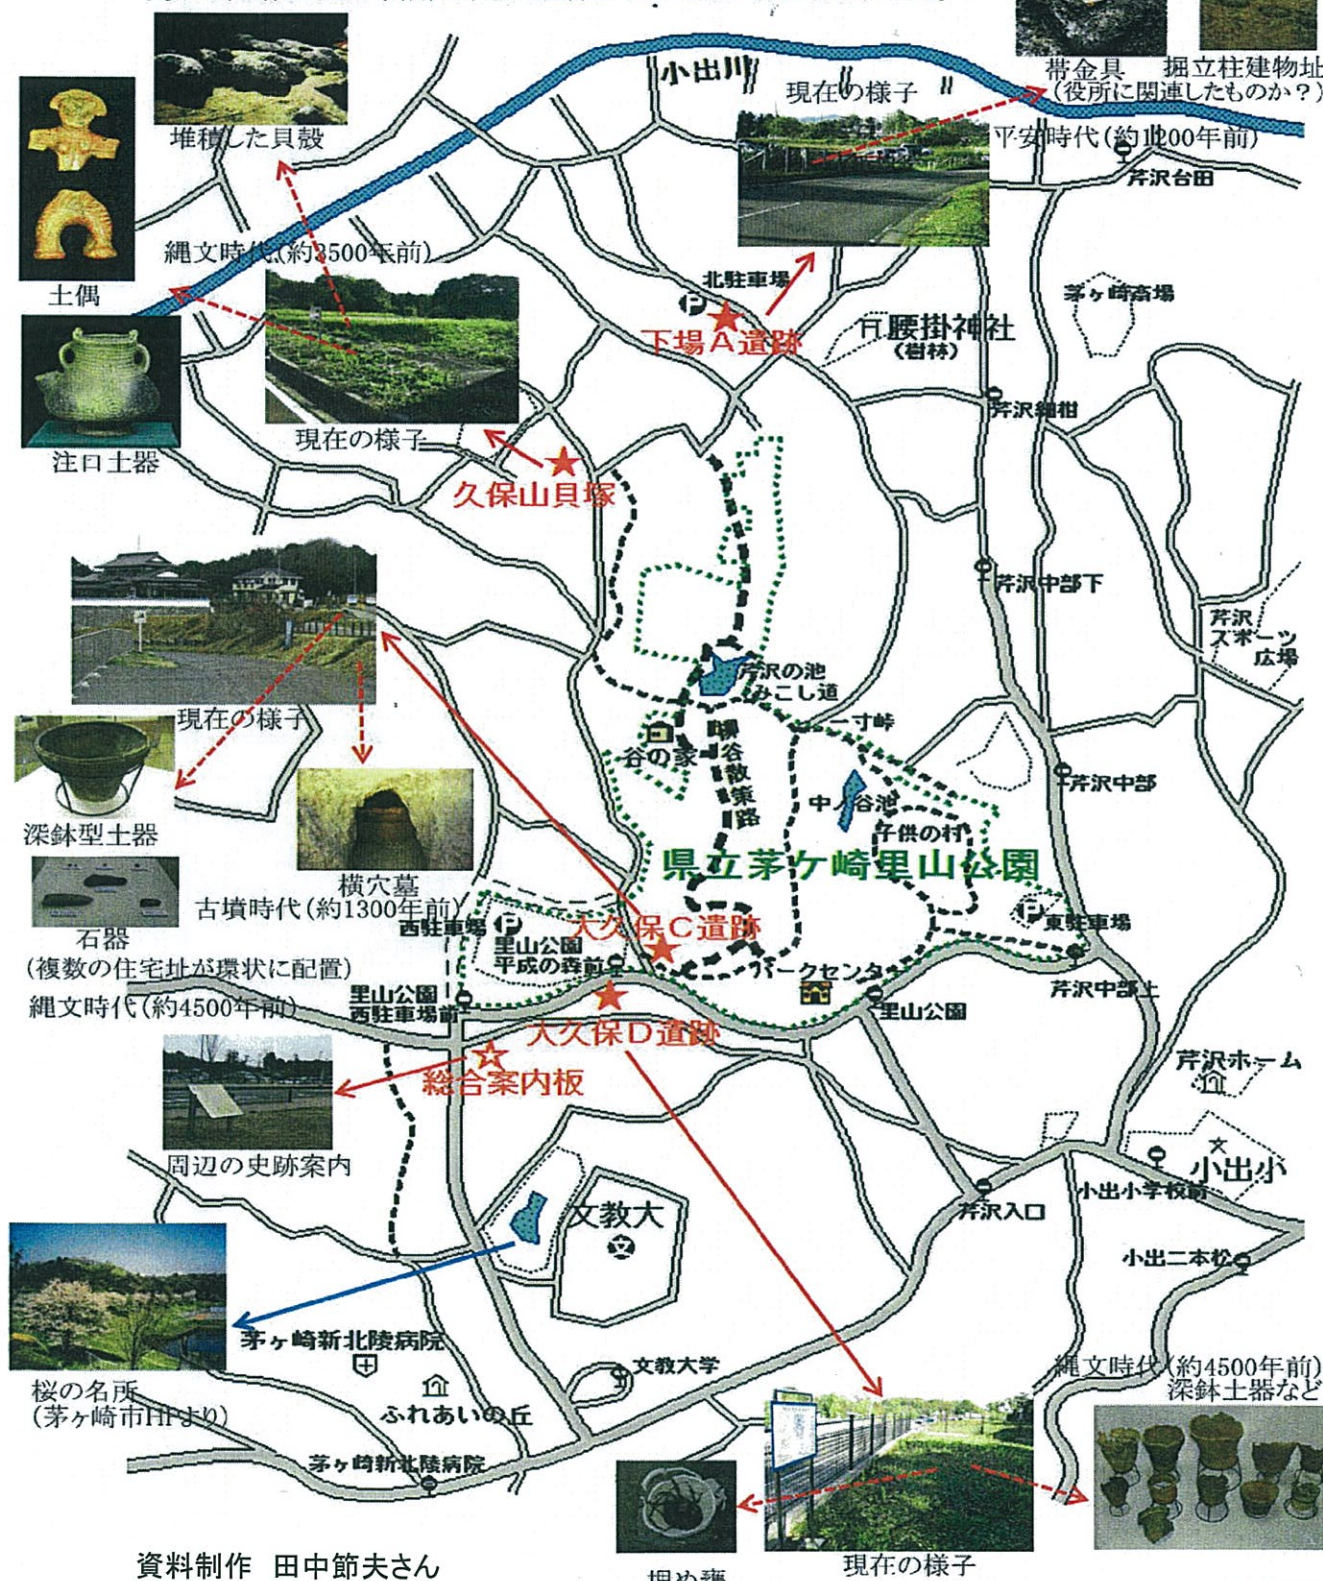 小出川
帯金具
掘立柱建物址
(役所に関連したものか？)
現在の様子
平安時代(約1200年前)
芹沢台田
堆積した貝殻
縄文時代(約3500年前)
土偶
注口土器
現在の様子
北駐車場
P
下場A遺跡
腰掛神社
(樹林)
茅ヶ崎斎場
芹沢細柑
久保山貝塚
芹沢中部下
芹沢
スポーツ
広場
芹沢の池
みこし道
一寸峠
谷の家
柳谷散策路
中ノ谷池
子供の村
芹沢中部
県立茅ケ崎里山公園
現在の様子
深鉢型土器
横穴墓
古墳時代(約1300年前)
石器
(複数の住宅址が環状に配置)
縄文時代(約4500年前)
西駐車場
P
里山公園
平成の森前
大久保C遺跡
P
東駐車場
パークセンター
里山公園
西駐車場前
大久保D遺跡
里山公園
芹沢中部上
総合案内板
周辺の史跡案内
芹沢ホーム
小出小
小出小学校前
芹沢入口
小出二本松
文教大
文
茅ヶ崎新北陵病院
桜の名所
(茅ヶ崎市HPより)
ふれあいの丘
文教大学
茅ヶ崎新北陵病院
縄文時代(約4500年前)
深鉢土器など
現在の様子
埋め甕
資料制作 田中節夫さん